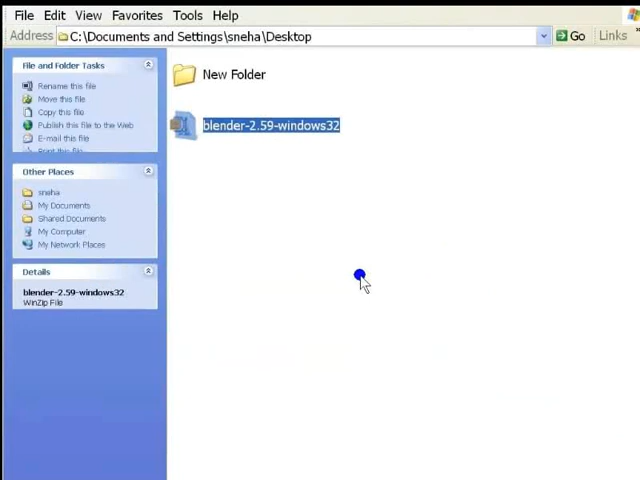 File Edit View Favorites Tools Help
Address C:\Documents and Settings\sneha\Desktop Go Links
File and Folder Tasks
Rename this file
Move this file
Copy this file
Publish this file to the Web
E-mail this file
Print this file
Other Places
sneha
My Documents
Shared Documents
My Computer
My Network Places
Details
blender-2.59-windows32
WinZip File
New Folder
blender-2.59-windows32